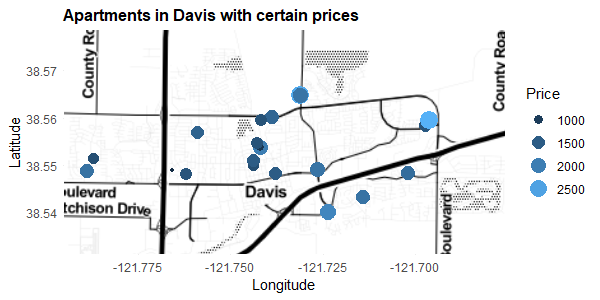 Apartments in Davis with certain prices
County Ro
County Roa
38.57
38.56
38.55
38.54
Latitude
oulevard
tchison Drive
Davis
oulevard
-121.775
-121.750
-121.725
-121.700
Longitude
Price
1000
1500
2000
2500